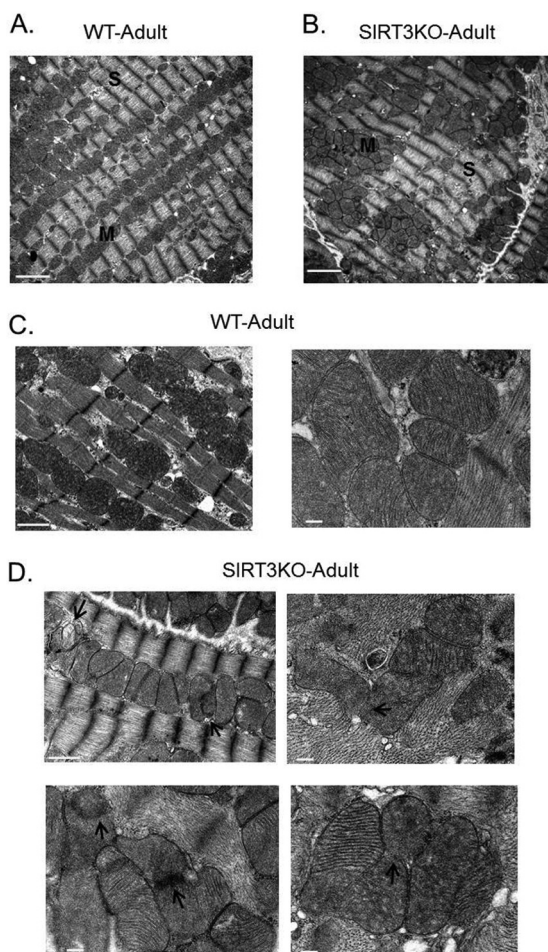 A. WT-Adult
B. SIRT3KO-Adult
S
M
M
S
C. WT-Adult
D. SIRT3KO-Adult